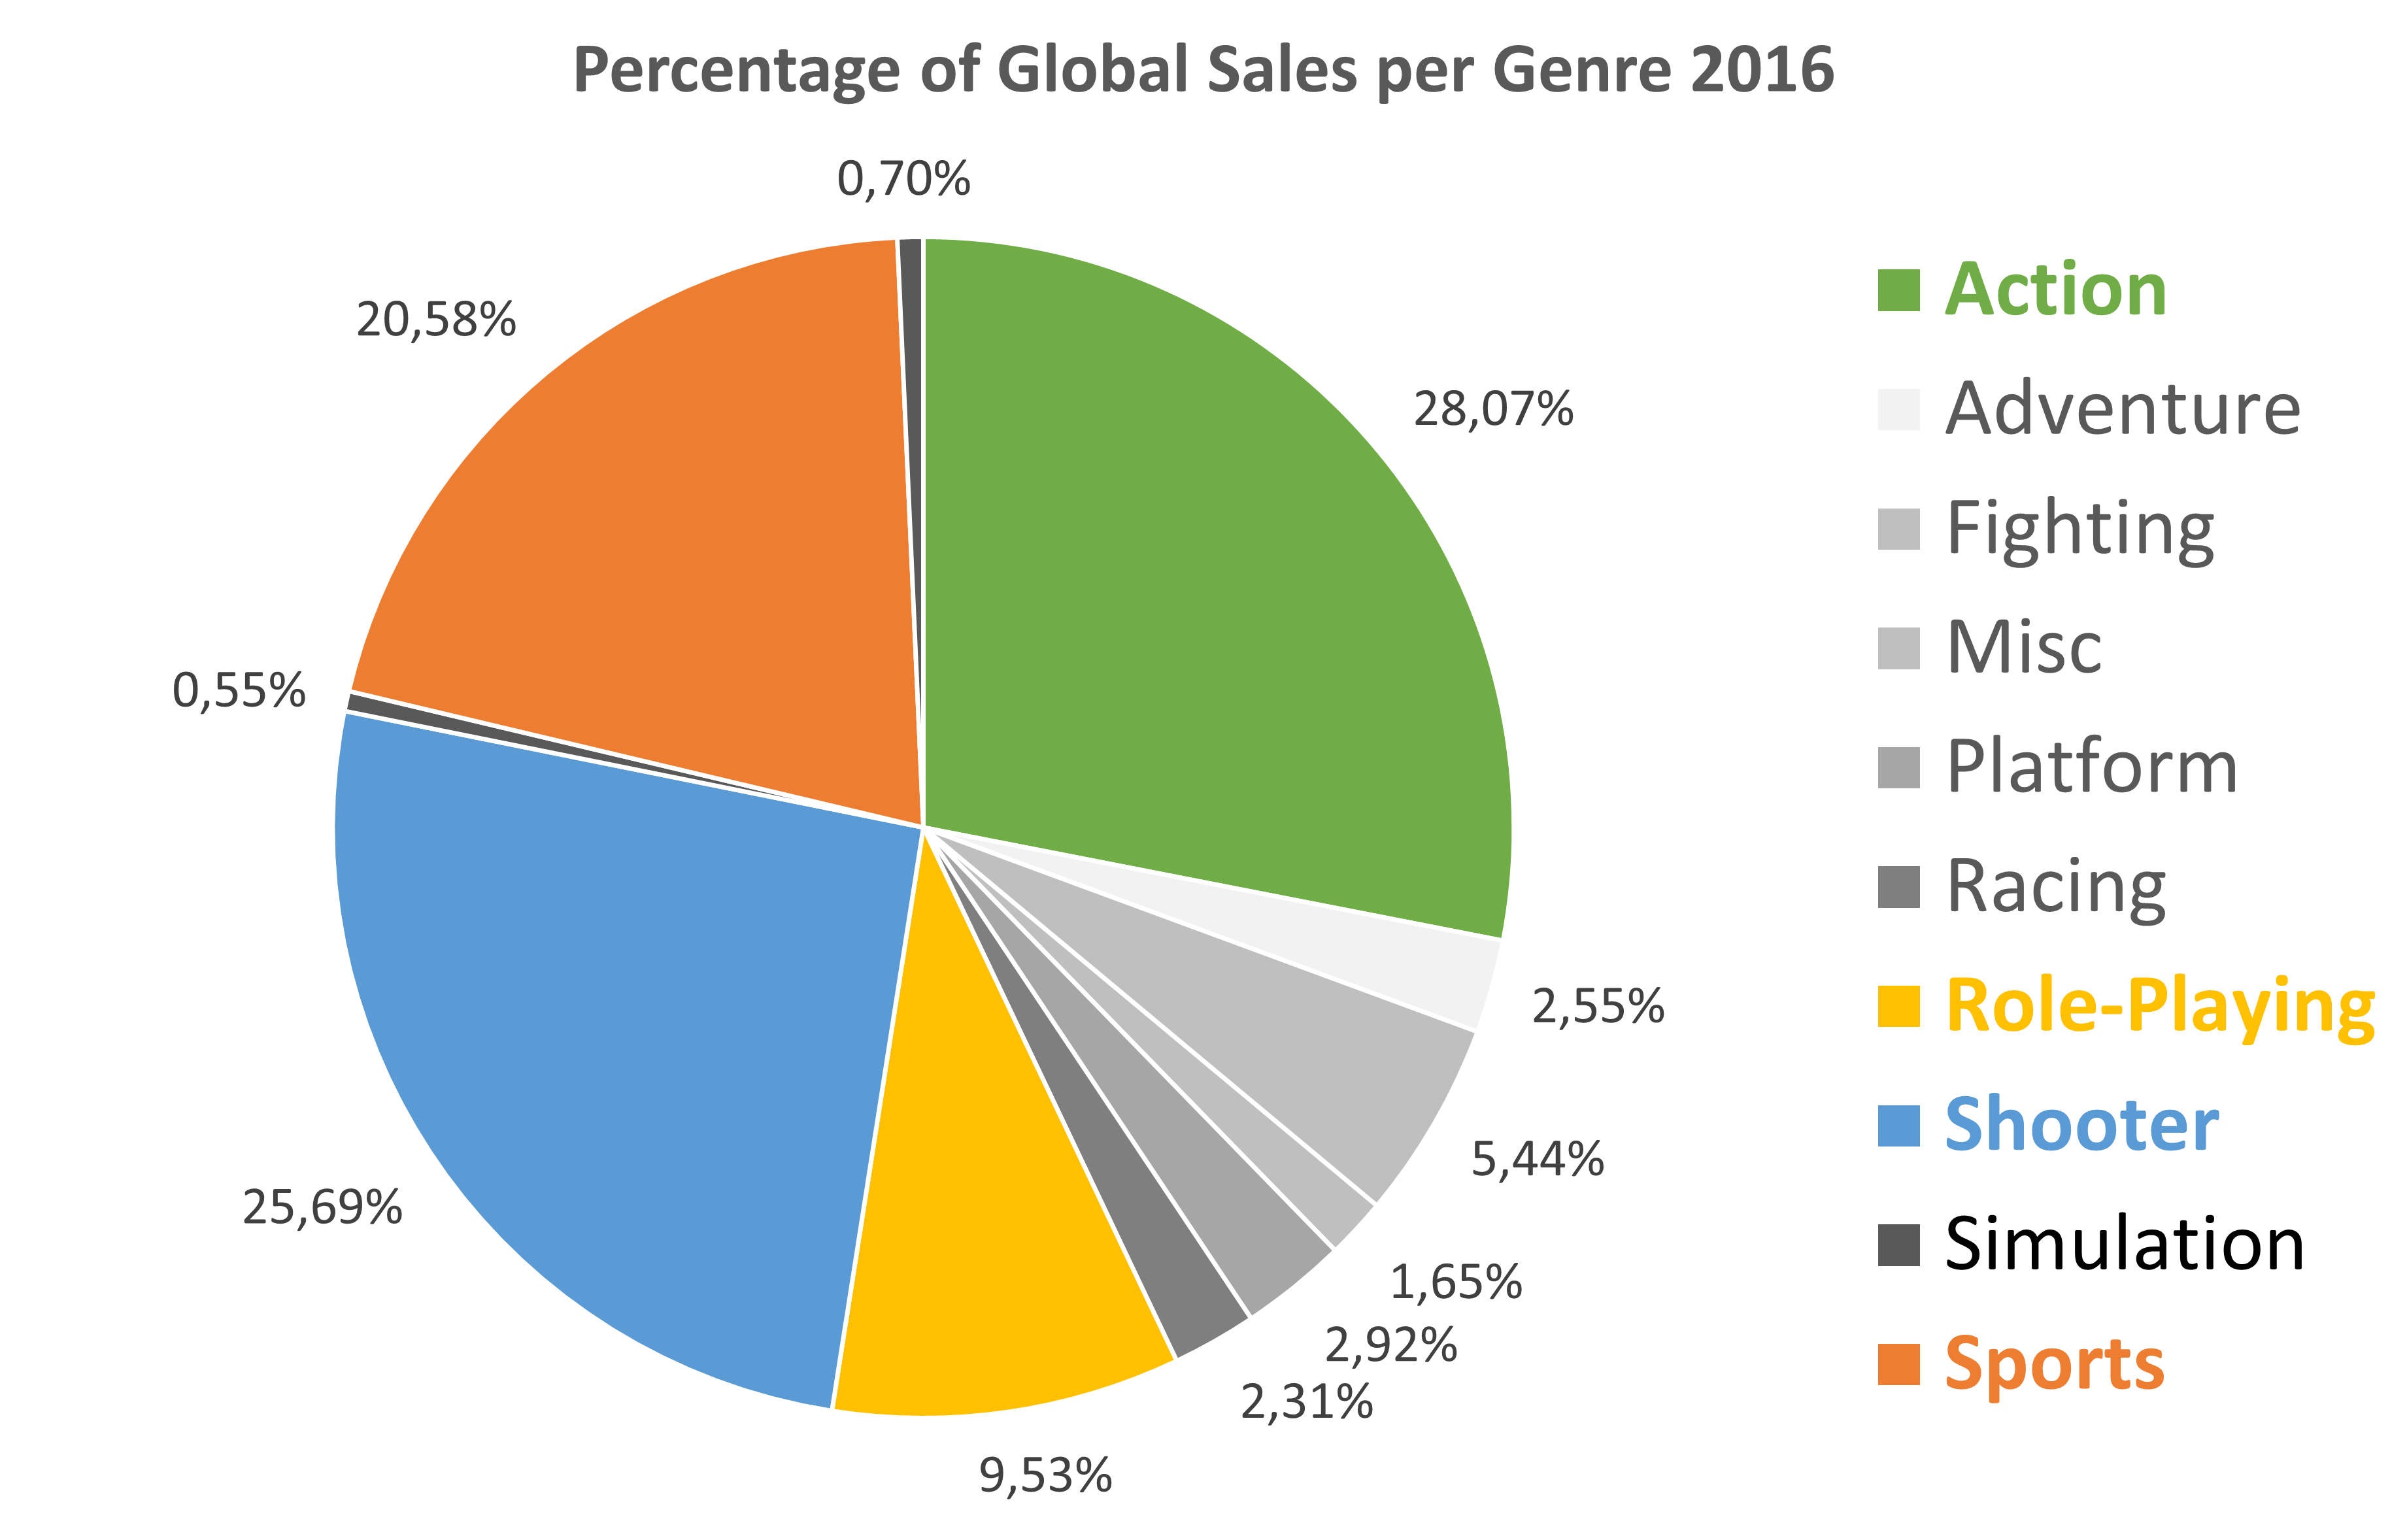 Percentage of Global Sales per Genre 2016
0,70%
20,58%
28,07%
0,55%
2,55%
5,44%
25,69%
1,65%
2,92%
2,31%
9,53%
Action
Adventure
Fighting
Misc
Platform
Racing
Role-Playing
Shooter
Simulation
Sports